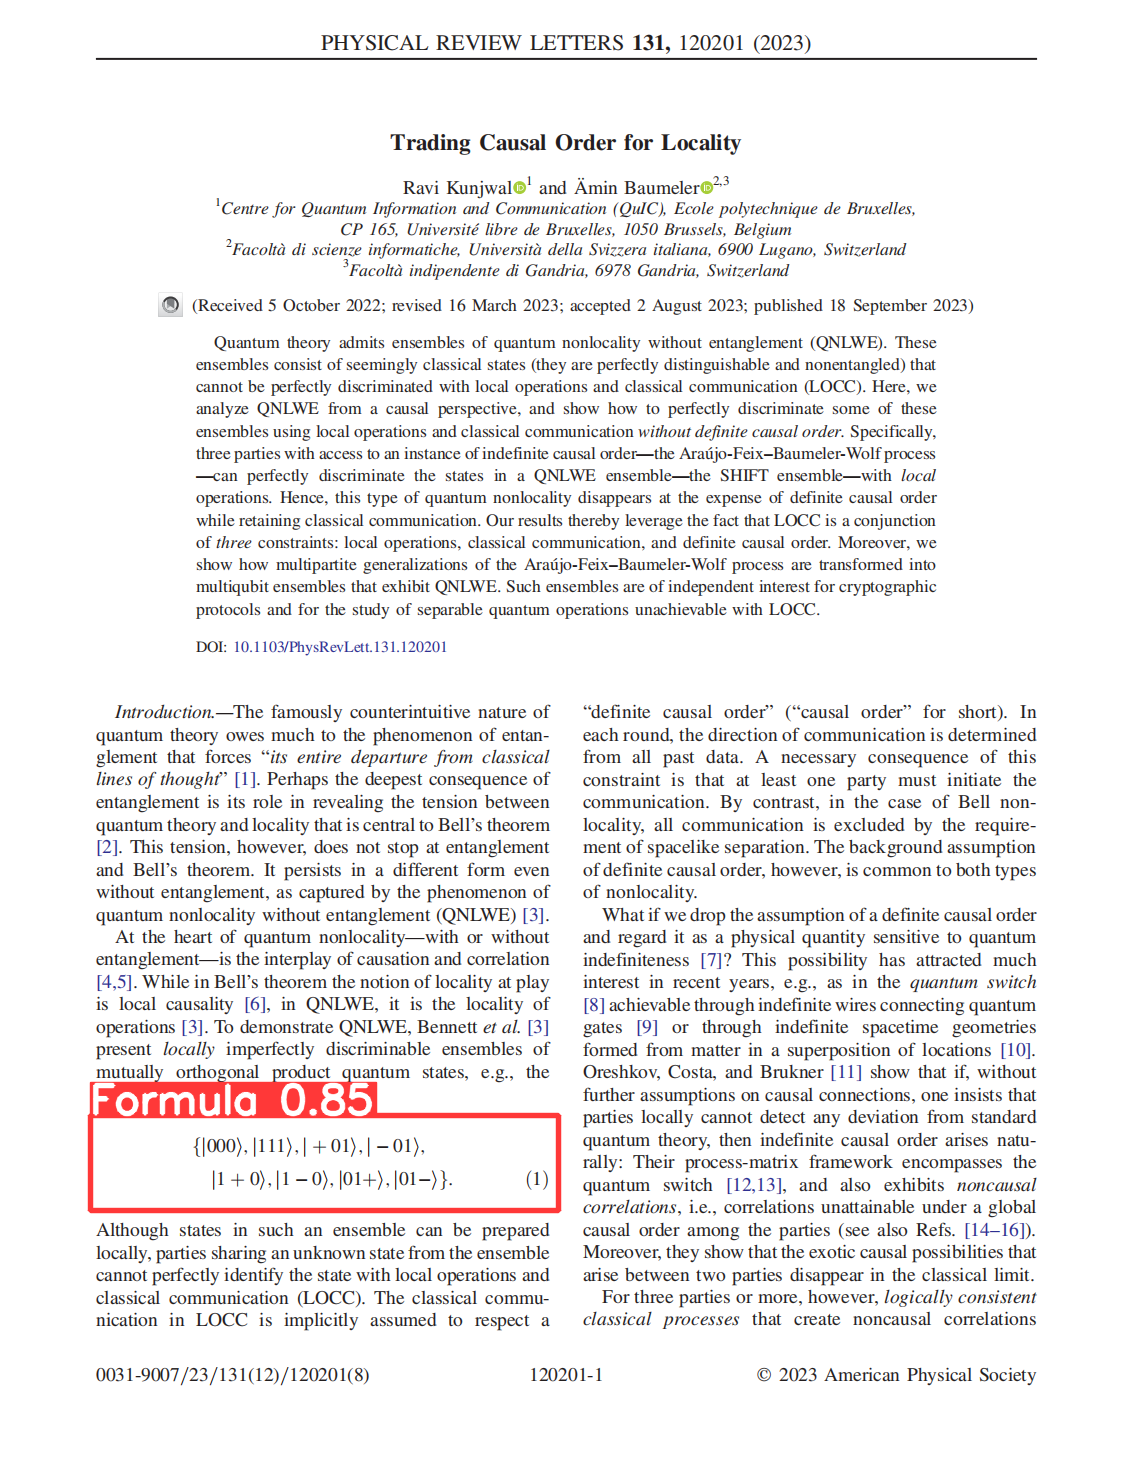 PHYSICAL REVIEW LETTERS 131, 120201 (2023)
Trading Causal Order for Locality
Ravi Kunjwal 1 and Ämin Baumeler 2,3
1Centre for Quantum Information and Communication (QuIC), Ecole polytechnique de Bruxelles,
CP 165, Université libre de Bruxelles, 1050 Brussels, Belgium
2Facoltà di scienze informatiche, Università della Svizzera italiana, 6900 Lugano, Switzerland
3Facoltà indipendente di Gandria, 6978 Gandria, Switzerland
(Received 5 October 2022; revised 16 March 2023; accepted 2 August 2023; published 18 September 2023)
Quantum theory admits ensembles of quantum nonlocality without entanglement (QNLWE). These
ensembles consist of seemingly classical states (they are perfectly distinguishable and nonentangled) that
cannot be perfectly discriminated with local operations and classical communication (LOCC). Here, we
analyze QNLWE from a causal perspective, and show how to perfectly discriminate some of these
ensembles using local operations and classical communication without definite causal order. Specifically,
three parties with access to an instance of indefinite causal order—the Araújo-Feix–Baumeler-Wolf process
—can perfectly discriminate the states in a QNLWE ensemble—the SHIFT ensemble—with local
operations. Hence, this type of quantum nonlocality disappears at the expense of definite causal order
while retaining classical communication. Our results thereby leverage the fact that LOCC is a conjunction
of three constraints: local operations, classical communication, and definite causal order. Moreover, we
show how multipartite generalizations of the Araújo-Feix–Baumeler-Wolf process are transformed into
multiqubit ensembles that exhibit QNLWE. Such ensembles are of independent interest for cryptographic
protocols and for the study of separable quantum operations unachievable with LOCC.
DOI: 10.1103/PhysRevLett.131.120201
Introduction.—The famously counterintuitive nature of
quantum theory owes much to the phenomenon of entan-
glement that forces “its entire departure from classical
lines of thought” [1]. Perhaps the deepest consequence of
entanglement is its role in revealing the tension between
quantum theory and locality that is central to Bell’s theorem
[2]. This tension, however, does not stop at entanglement
and Bell’s theorem. It persists in a different form even
without entanglement, as captured by the phenomenon of
quantum nonlocality without entanglement (QNLWE) [3].
At the heart of quantum nonlocality—with or without
entanglement—is the interplay of causation and correlation
[4,5]. While in Bell’s theorem the notion of locality at play
is local causality [6], in QNLWE, it is the locality of
operations [3]. To demonstrate QNLWE, Bennett et al. [3]
present locally imperfectly discriminable ensembles of
mutually orthogonal product quantum states, e.g., the
Formula 0.85
{|000⟩, |111⟩, | + 01⟩, | − 01⟩,
|1 + 0⟩, |1 − 0⟩, |01+⟩, |01−⟩}. (1)
Although states in such an ensemble can be prepared
locally, parties sharing an unknown state from the ensemble
cannot perfectly identify the state with local operations and
classical communication (LOCC). The classical commu-
nication in LOCC is implicitly assumed to respect a
“definite causal order” (“causal order” for short). In
each round, the direction of communication is determined
from all past data. A necessary consequence of this
constraint is that at least one party must initiate the
communication. By contrast, in the case of Bell non-
locality, all communication is excluded by the require-
ment of spacelike separation. The background assumption
of definite causal order, however, is common to both types
of nonlocality.
What if we drop the assumption of a definite causal order
and regard it as a physical quantity sensitive to quantum
indefiniteness [7]? This possibility has attracted much
interest in recent years, e.g., as in the quantum switch
[8] achievable through indefinite wires connecting quantum
gates [9] or through indefinite spacetime geometries
formed from matter in a superposition of locations [10].
Oreshkov, Costa, and Brukner [11] show that if, without
further assumptions on causal connections, one insists that
parties locally cannot detect any deviation from standard
quantum theory, then indefinite causal order arises natu-
rally: Their process-matrix framework encompasses the
quantum switch [12,13], and also exhibits noncausal
correlations, i.e., correlations unattainable under a global
causal order among the parties (see also Refs. [14–16]).
Moreover, they show that the exotic causal possibilities that
arise between two parties disappear in the classical limit.
For three parties or more, however, logically consistent
classical processes that create noncausal correlations
0031-9007/23/131(12)/120201(8)
120201-1
© 2023 American Physical Society